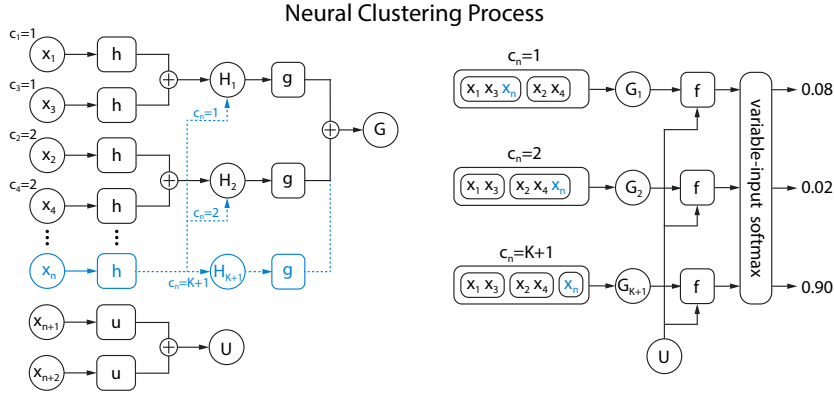 Neural Clustering Process
c₁=1
x₁ h
H₁ g
c₃=1
x₃ h
cₙ=1
G
c₂=2
x₂ h
H₂ g
c₄=2
x₄ h
cₙ=2
xₙ h
cₙ=K+1
H_K+1 g
xₙ₊₁ u
U
xₙ₊₂ u
cₙ=1
x₁ x₃ xₙ x₂ x₄ G₁ f 0.08
cₙ=2
x₁ x₃ x₂ x₄ xₙ G₂ f 0.02
cₙ=K+1
x₁ x₃ x₂ x₄ xₙ G_K+1 f 0.90
U
variable-input softmax